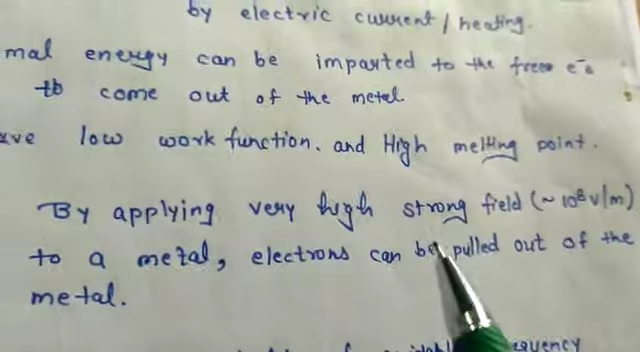 by electric current / heating.
mal energy can be imparted to the free e⁻s
to come out of the metal.
ave low work function. and High melting point.
By applying very high strong field (~ 10⁸ V/m)
to a metal, electrons can be pulled out of the
metal.
quency